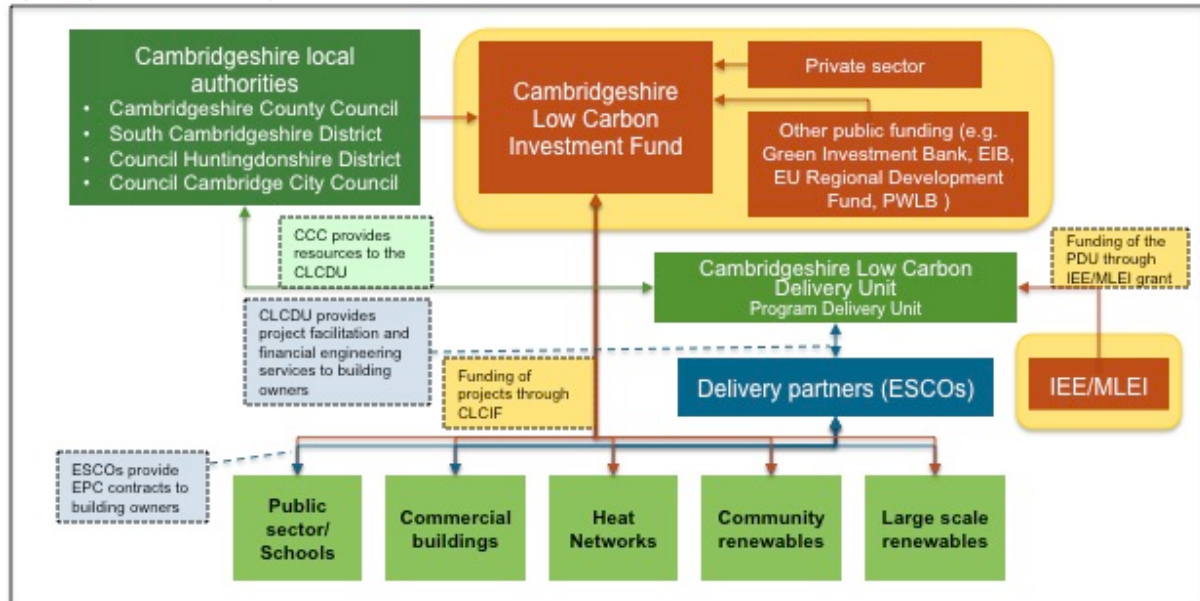 Cambridgeshire local
authorities
• Cambridgeshire County Council
• South Cambridgeshire District
• Council Huntingdonshire District
• Council Cambridge City Council
Cambridgeshire
Low Carbon
Investment Fund
Private sector
Other public funding (e.g.
Green Investment Bank, EIB,
EU Regional Development
Fund, PWLB )
CCC provides
resources to the
CLCDU
Funding of the
PDU through
IEE/MLEI grant
Cambridgeshire Low Carbon
Delivery Unit
Program Delivery Unit
CLCDU provides
project facilitation and
financial engineering
services to building
owners
Funding of
projects through
CLCIF
Delivery partners (ESCOs)
IEE/MLEI
ESCOs provide
EPC contracts to
building owners
Public
sector/
Schools
Commercial
buildings
Heat
Networks
Community
renewables
Large scale
renewables